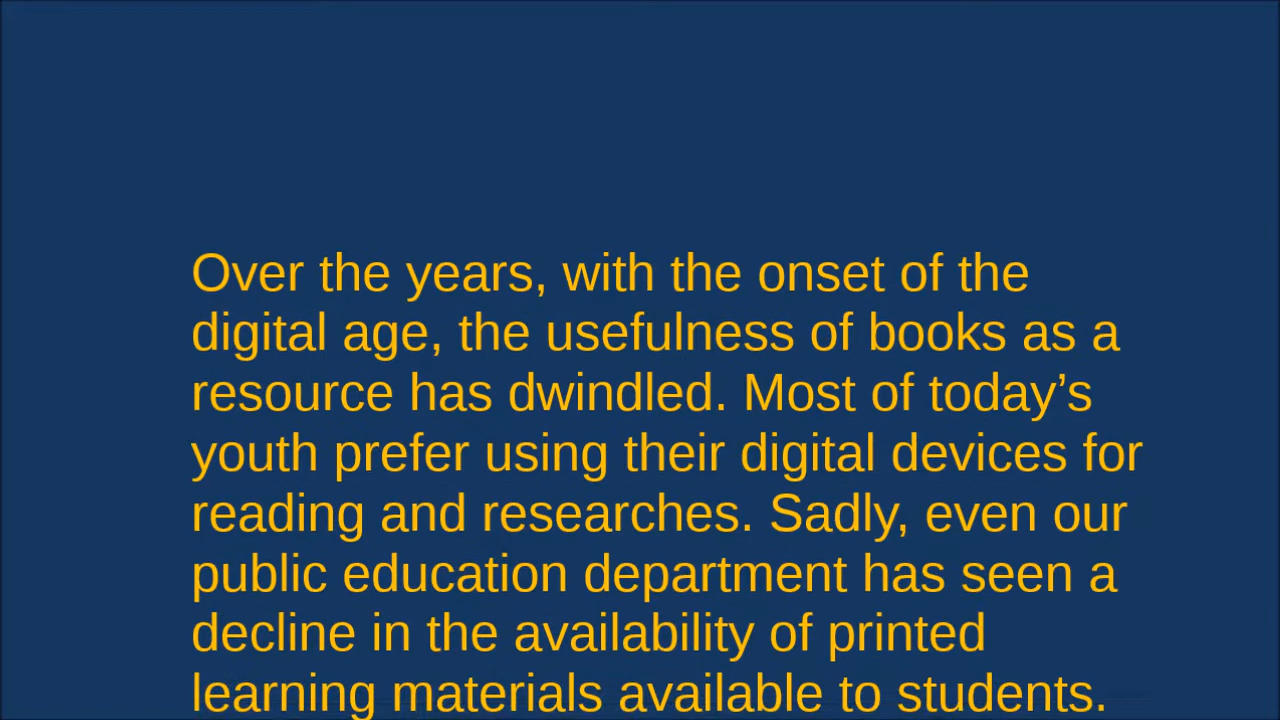 Over the years, with the onset of the
digital age, the usefulness of books as a
resource has dwindled. Most of today’s
youth prefer using their digital devices for
reading and researches. Sadly, even our
public education department has seen a
decline in the availability of printed
learning materials available to students.